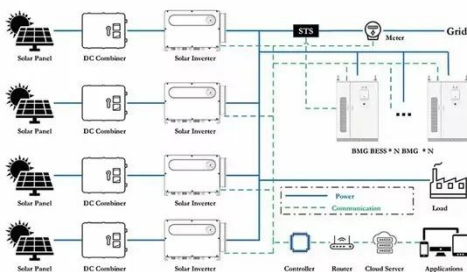 STS
Meter
Grid
Solar Panel DC Combiner Solar Inverter
Solar Panel DC Combiner Solar Inverter
BMG BESS * N BMG * N
Solar Panel DC Combiner Solar Inverter
Power
Communication
Load
Solar Panel DC Combiner Solar Inverter
Controller Router Cloud Server Applications